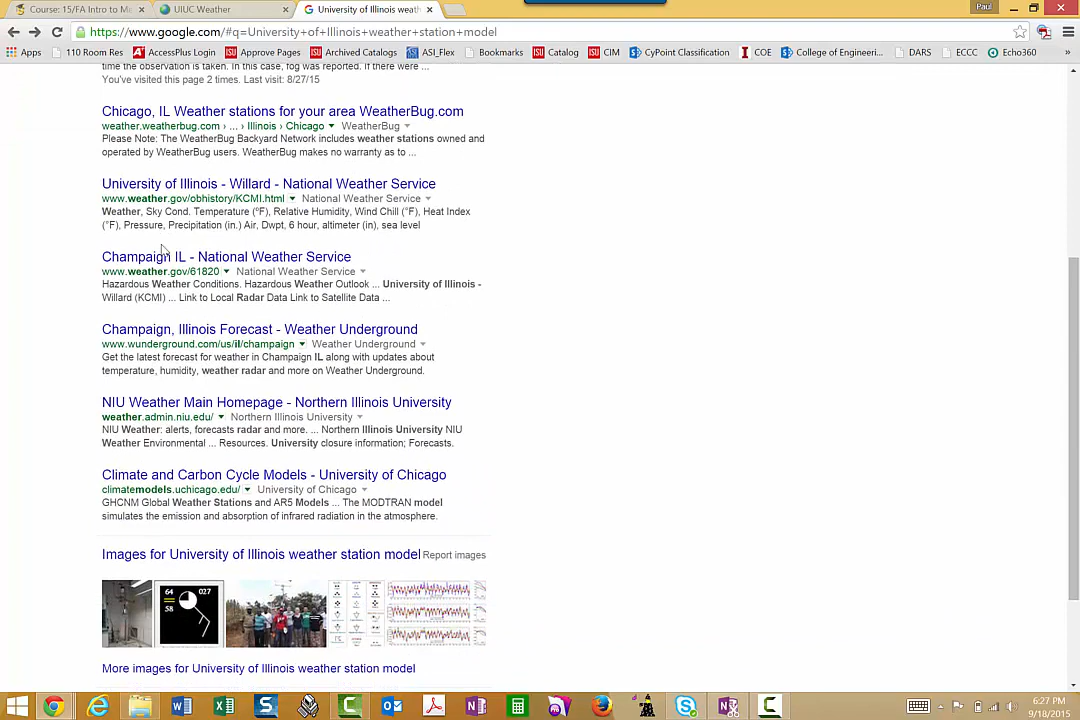 Course: 15/FA Intro to M
UIUC Weather
University of Illinois weath
Paul
https://www.google.com/#q=University+of+Illinois+weather+station+model
Apps
110 Room Res
AccessPlus Login
Approve Pages
Archived Catalogs
ASI_Flex
Bookmarks
Catalog
CIM
CyPoint Classification
COE
College of Engineeri...
DARS
ECCC
Echo360
time the observation is taken. In this case, fog was reported. If there were ...
You've visited this page 2 times. Last visit: 8/27/15
Chicago, IL Weather stations for your area WeatherBug.com
weather.weatherbug.com › ... › Illinois › Chicago WeatherBug
Please Note: The WeatherBug Backyard Network includes weather stations owned and
operated by WeatherBug users. WeatherBug makes no warranty as to ...
University of Illinois - Willard - National Weather Service
www.weather.gov/obhistory/KCMI.html National Weather Service
Weather, Sky Cond. Temperature (ºF), Relative Humidity, Wind Chill (°F), Heat Index
(°F), Pressure, Precipitation (in.) Air, Dwpt, 6 hour, altimeter (in), sea level
Champaign IL - National Weather Service
www.weather.gov/61820 National Weather Service
Hazardous Weather Conditions. Hazardous Weather Outlook ... University of Illinois -
Willard (KCMI) ... Link to Local Radar Data Link to Satellite Data ...
Champaign, Illinois Forecast - Weather Underground
www.wunderground.com/us/il/champaign Weather Underground
Get the latest forecast for weather in Champaign IL along with updates about
temperature, humidity, weather radar and more on Weather Underground.
NIU Weather Main Homepage - Northern Illinois University
weather.admin.niu.edu/ Northern Illinois University
NIU Weather: alerts, forecasts radar and more. ... Northern Illinois University NIU
Weather Environmental ... Resources. University closure information; Forecasts.
Climate and Carbon Cycle Models - University of Chicago
climatemodels.uchicago.edu/ University of Chicago
GHCNM Global Weather Stations and AR5 Models ... The MODTRAN model
simulates the emission and absorption of infrared radiation in the atmosphere.
Images for University of Illinois weather station model Report images
64 027
58
More images for University of Illinois weather station model
6:27 PM
9/18/2015